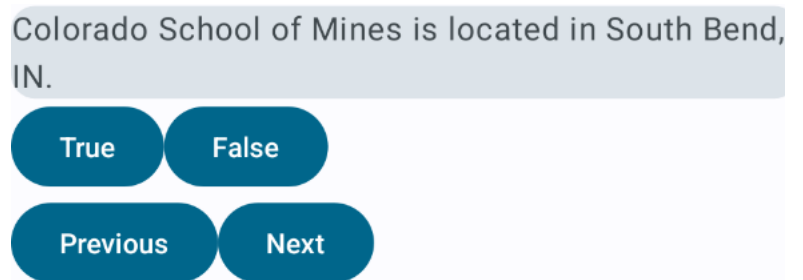 Colorado School of Mines is located in South Bend,
IN.
True False
Previous Next